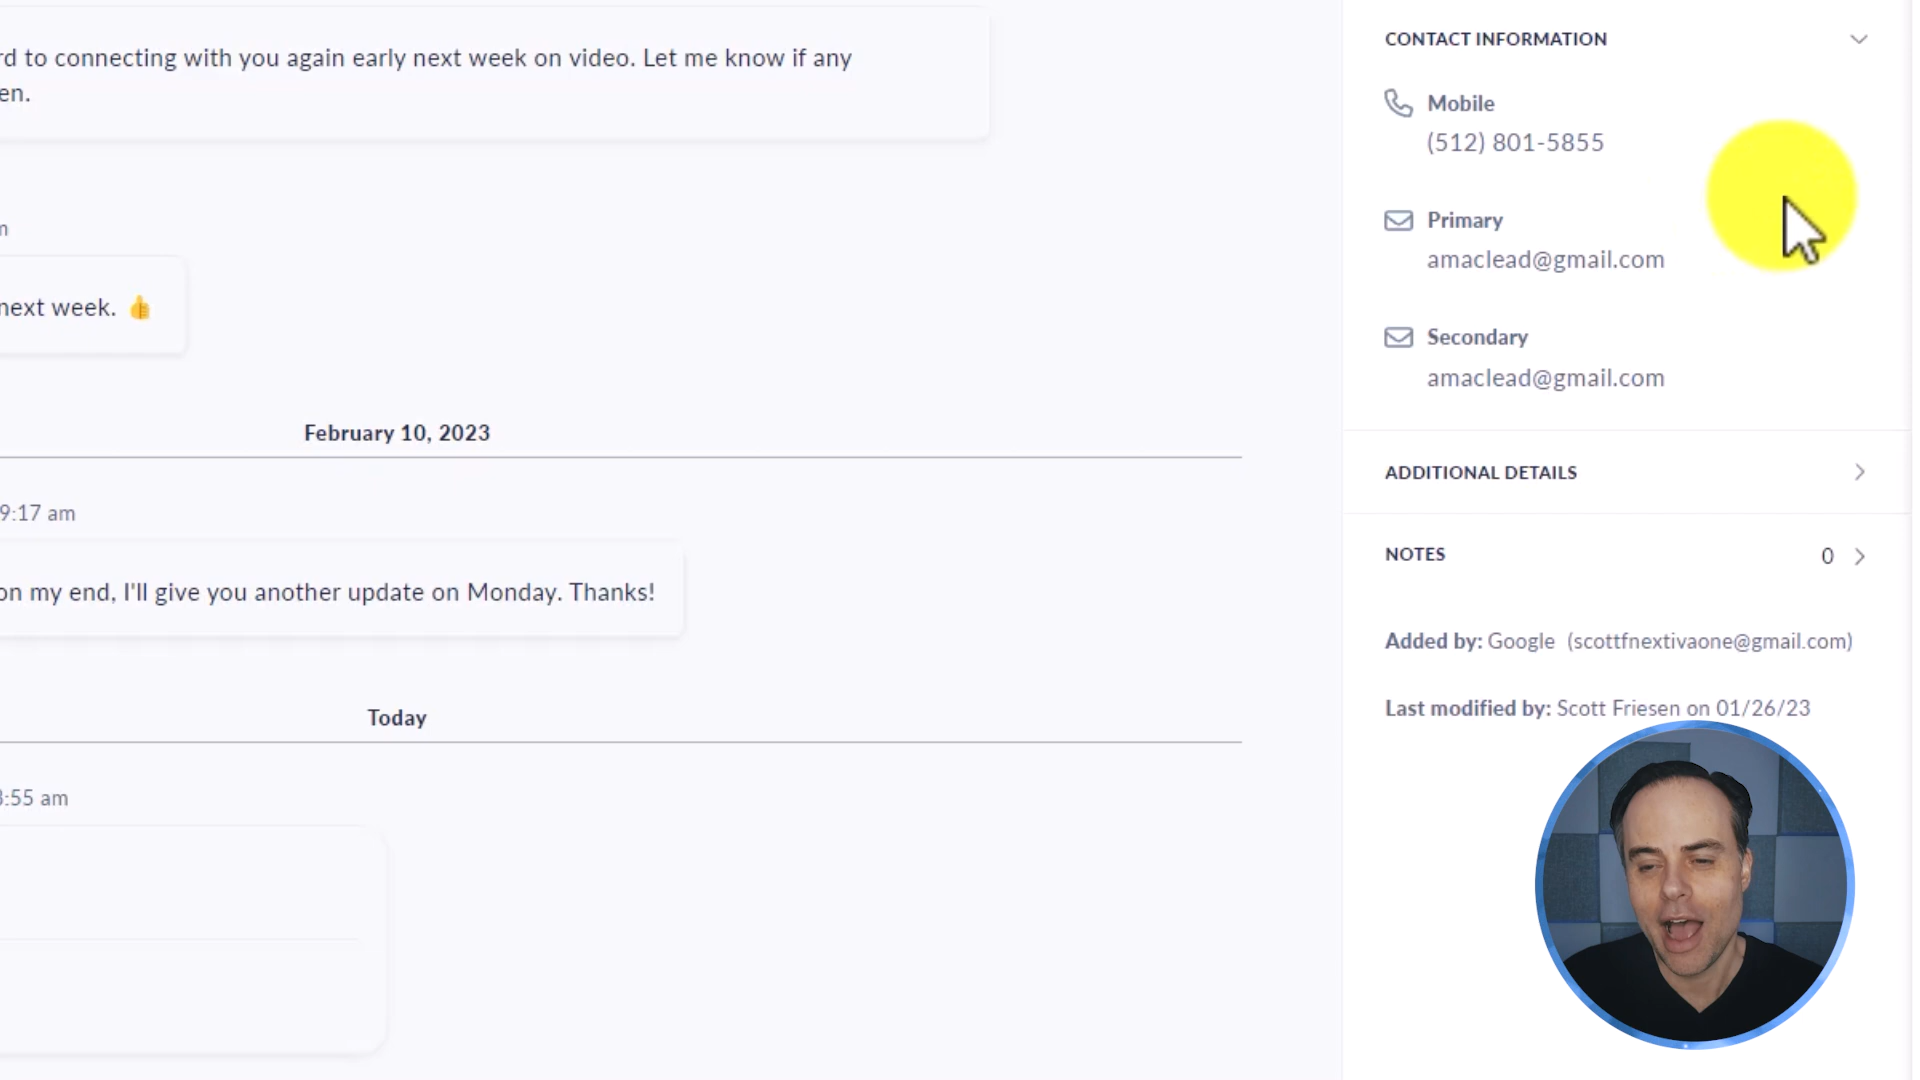 rd to connecting with you again early next week on video. Let me know if any
en.
next week. 👍
February 10, 2023
9:17 am
on my end, I'll give you another update on Monday. Thanks!
Today
:55 am
CONTACT INFORMATION
Mobile
(512) 801-5855
Primary
amaclead@gmail.com
Secondary
amaclead@gmail.com
ADDITIONAL DETAILS
NOTES 0
Added by: Google (scottfnextivaone@gmail.com)
Last modified by: Scott Friesen on 01/26/23